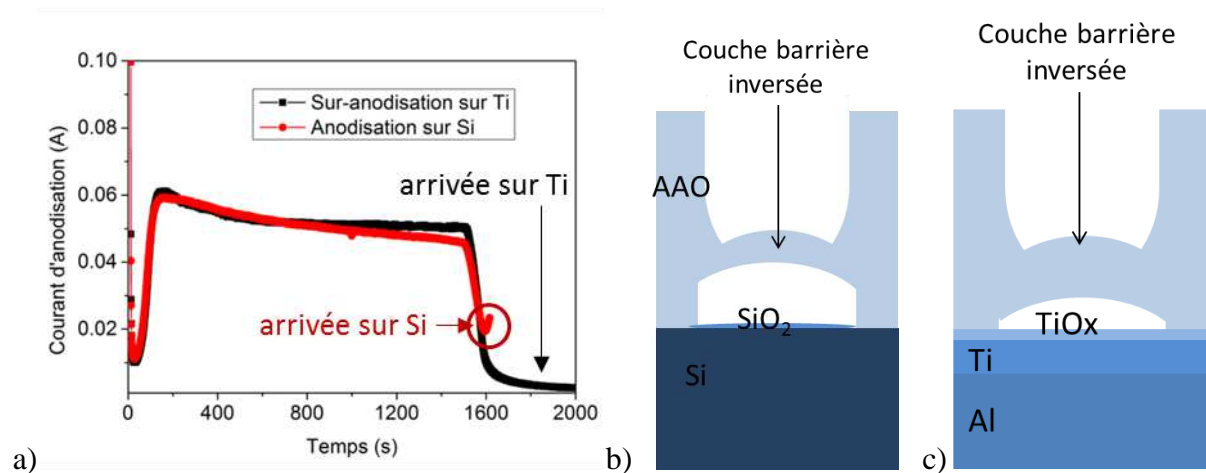 0.10
0.08
0.06
0.04
0.02
0
400
800
1200
1600
2000
Courant d'anodisation (A)
Temps (s)
Sur-anodisation sur Ti
Anodisation sur Si
arrivée sur Ti
arrivée sur Si
a)
Couche barrière
inversée
AAO
SiO2
Si
b)
Couche barrière
inversée
TiOx
Ti
Al
c)